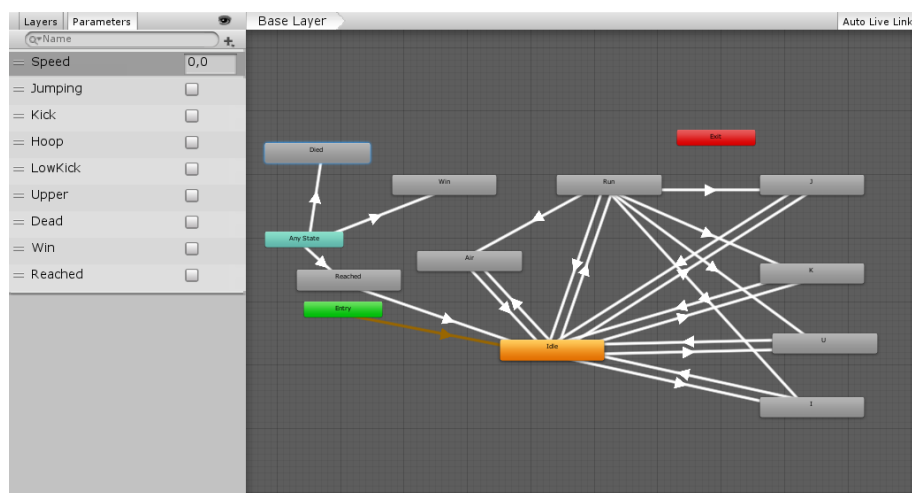 Layers Parameters
Name
Speed 0,0
Jumping
Kick
Hoop
LowKick
Upper
Dead
Win
Reached
Base Layer
Auto Live Link
Exit
Died
Win
Run
J
Any State
Air
K
Reached
Entry
Idle
U
I